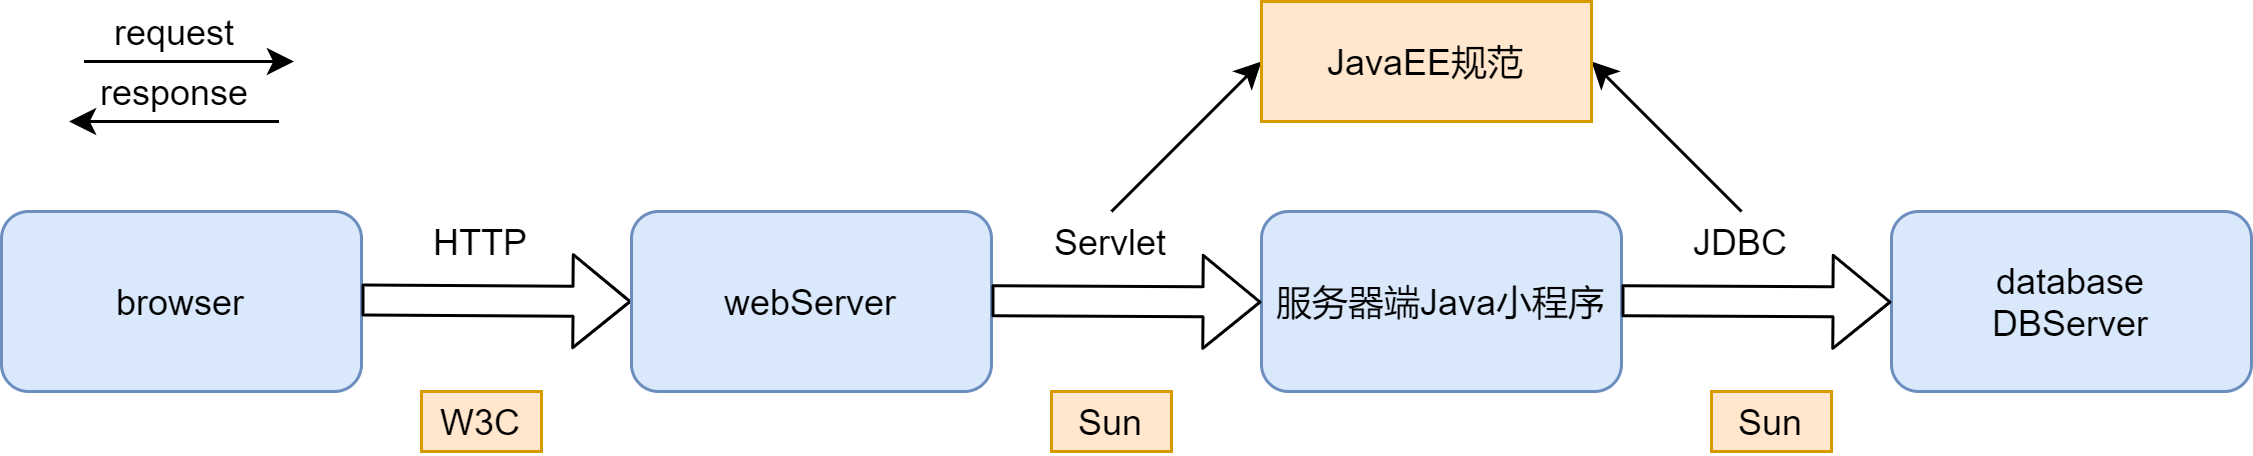 request
response
JavaEE规范
HTTP
Servlet
JDBC
browser
webServer
服务器端Java小程序
database
DBServer
W3C
Sun
Sun